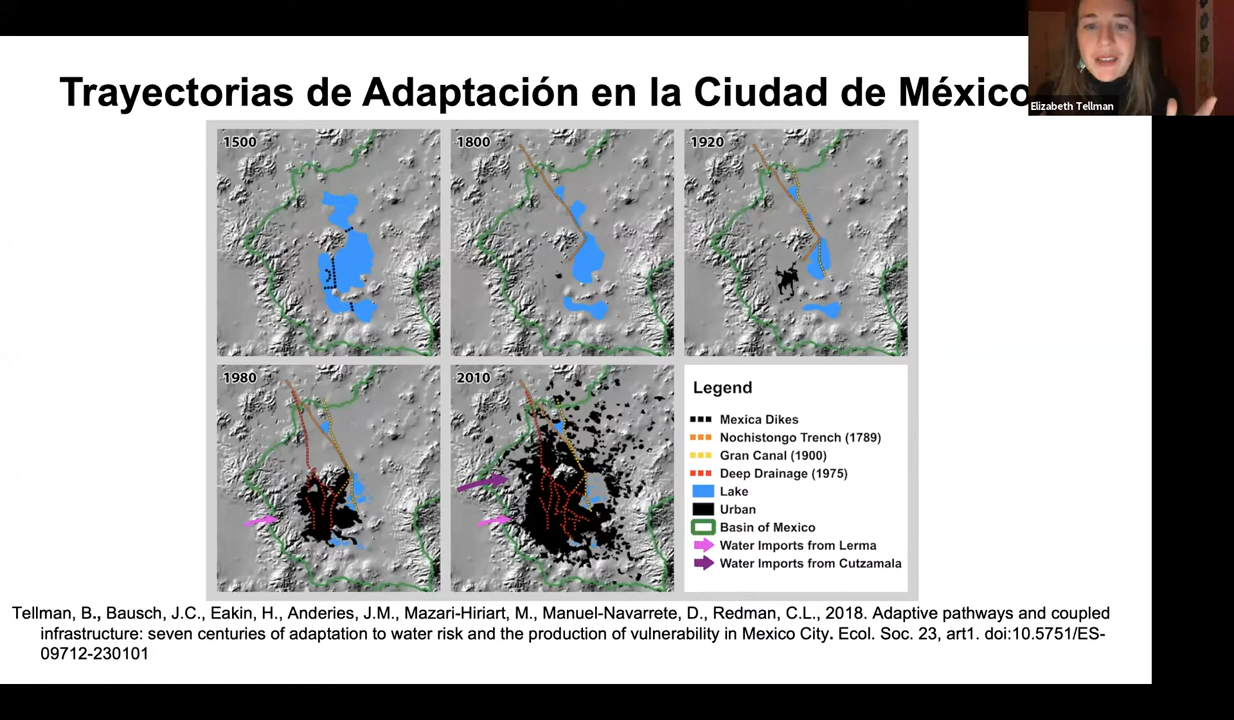 Trayectorias de Adaptación en la Ciudad de México
Elizabeth Tellman
1500
1800
1920
1980
2010
Legend
Mexica Dikes
Nochistongo Trench (1789)
Gran Canal (1900)
Deep Drainage (1975)
Lake
Urban
Basin of Mexico
Water Imports from Lerma
Water Imports from Cutzamala
Tellman, B., Bausch, J.C., Eakin, H., Anderies, J.M., Mazari-Hiriart, M., Manuel-Navarrete, D., Redman, C.L., 2018. Adaptive pathways and coupled
infrastructure: seven centuries of adaptation to water risk and the production of vulnerability in Mexico City. Ecol. Soc. 23, art1. doi:10.5751/ES-
09712-230101